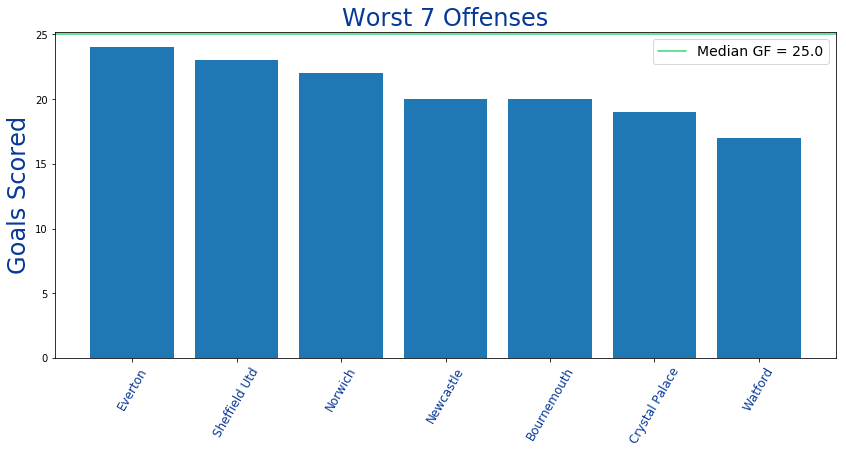 Worst 7 Offenses
Median GF = 25.0
Goals Scored
25
20
15
10
5
0
Everton
Sheffield Utd
Norwich
Newcastle
Bournemouth
Crystal Palace
Watford